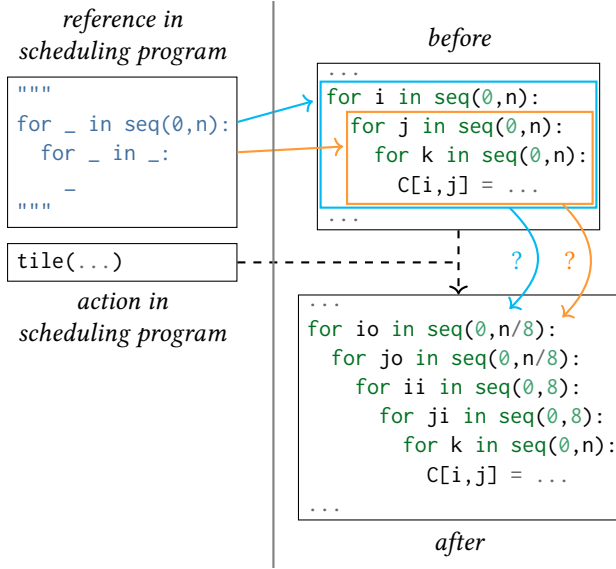 reference in
scheduling program
"""
for _ in seq(0,n):
  for _ in _:
    _
"""
tile(...)
action in
scheduling program
before
...
for i in seq(0,n):
  for j in seq(0,n):
    for k in seq(0,n):
      C[i,j] = ...
...
? ?
...
for io in seq(0,n/8):
  for jo in seq(0,n/8):
    for ii in seq(0,8):
      for ji in seq(0,8):
        for k in seq(0,n):
          C[i,j] = ...
...
after